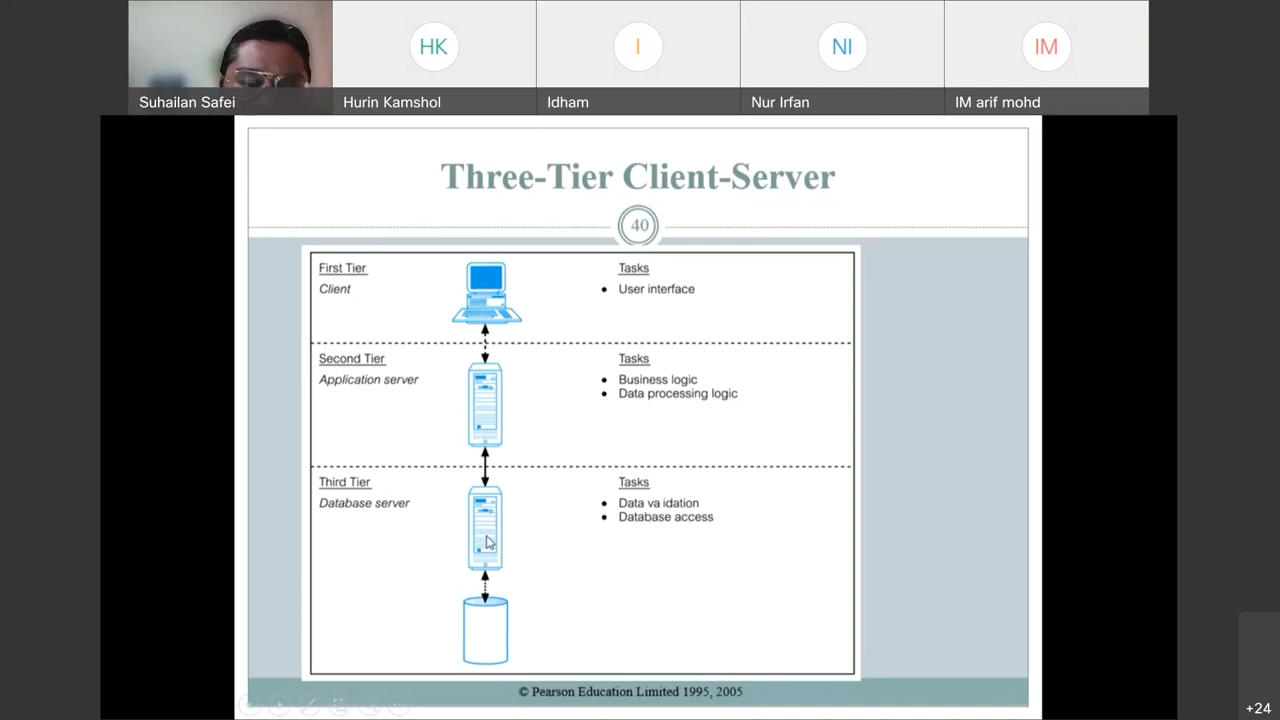 HK
I
NI
IM
Suhailan Safei
Hurin Kamshol
Idham
Nur Irfan
IM arif mohd
Three-Tier Client-Server
40
First Tier
Client
Tasks
• User interface
Second Tier
Application server
Tasks
• Business logic
• Data processing logic
Third Tier
Database server
Tasks
• Data va idation
• Database access
© Pearson Education Limited 1995, 2005
+24